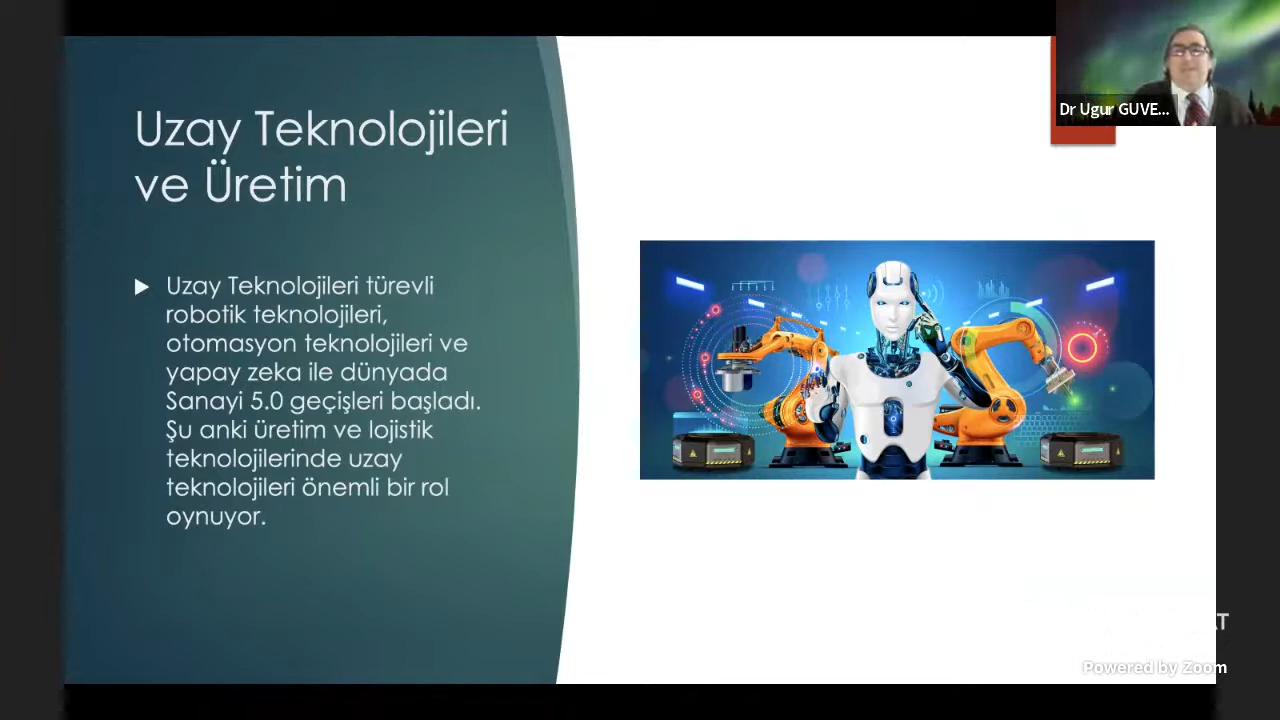 Uzay Teknolojileri
ve Üretim
Uzay Teknolojileri türevli
robotik teknolojileri,
otomasyon teknolojileri ve
yapay zeka ile dünyada
Sanayi 5.0 geçişleri başladı.
Şu anki üretim ve lojistik
teknolojilerinde uzay
teknolojileri önemli bir rol
oynuyor.
Dr Ugur GUVE...
Powered by Zoom